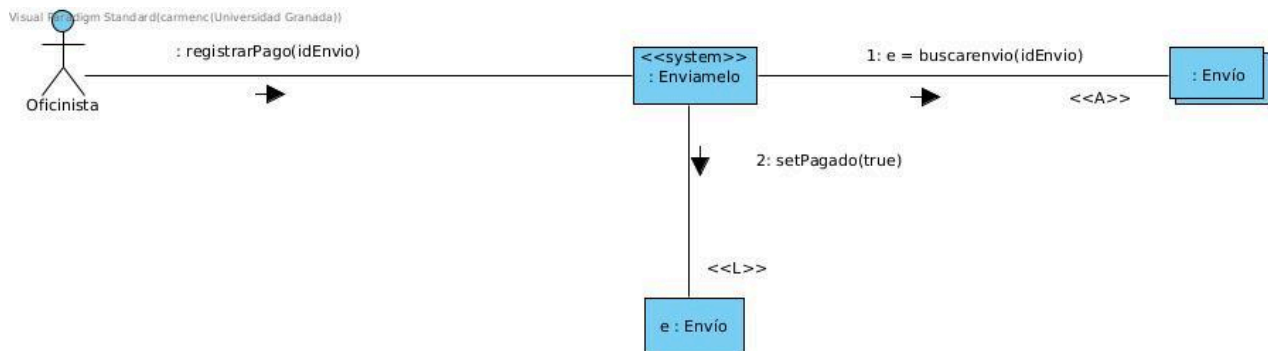 Visual Paradigm Standard(carmenc(Universidad Granada))
: registrarPago(idEnvio)
<<system>>
: Enviamelo
1: e = buscarenvio(idEnvio)
: Envío
Oficinista
<<A>>
2: setPagado(true)
<<L>>
e : Envío